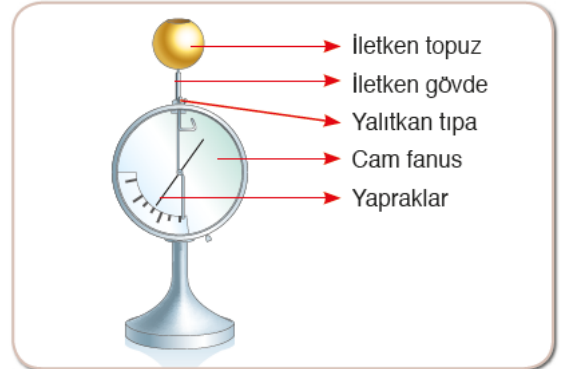 İletken topuz
İletken gövde
Yalıtkan tıpa
Cam fanus
Yapraklar